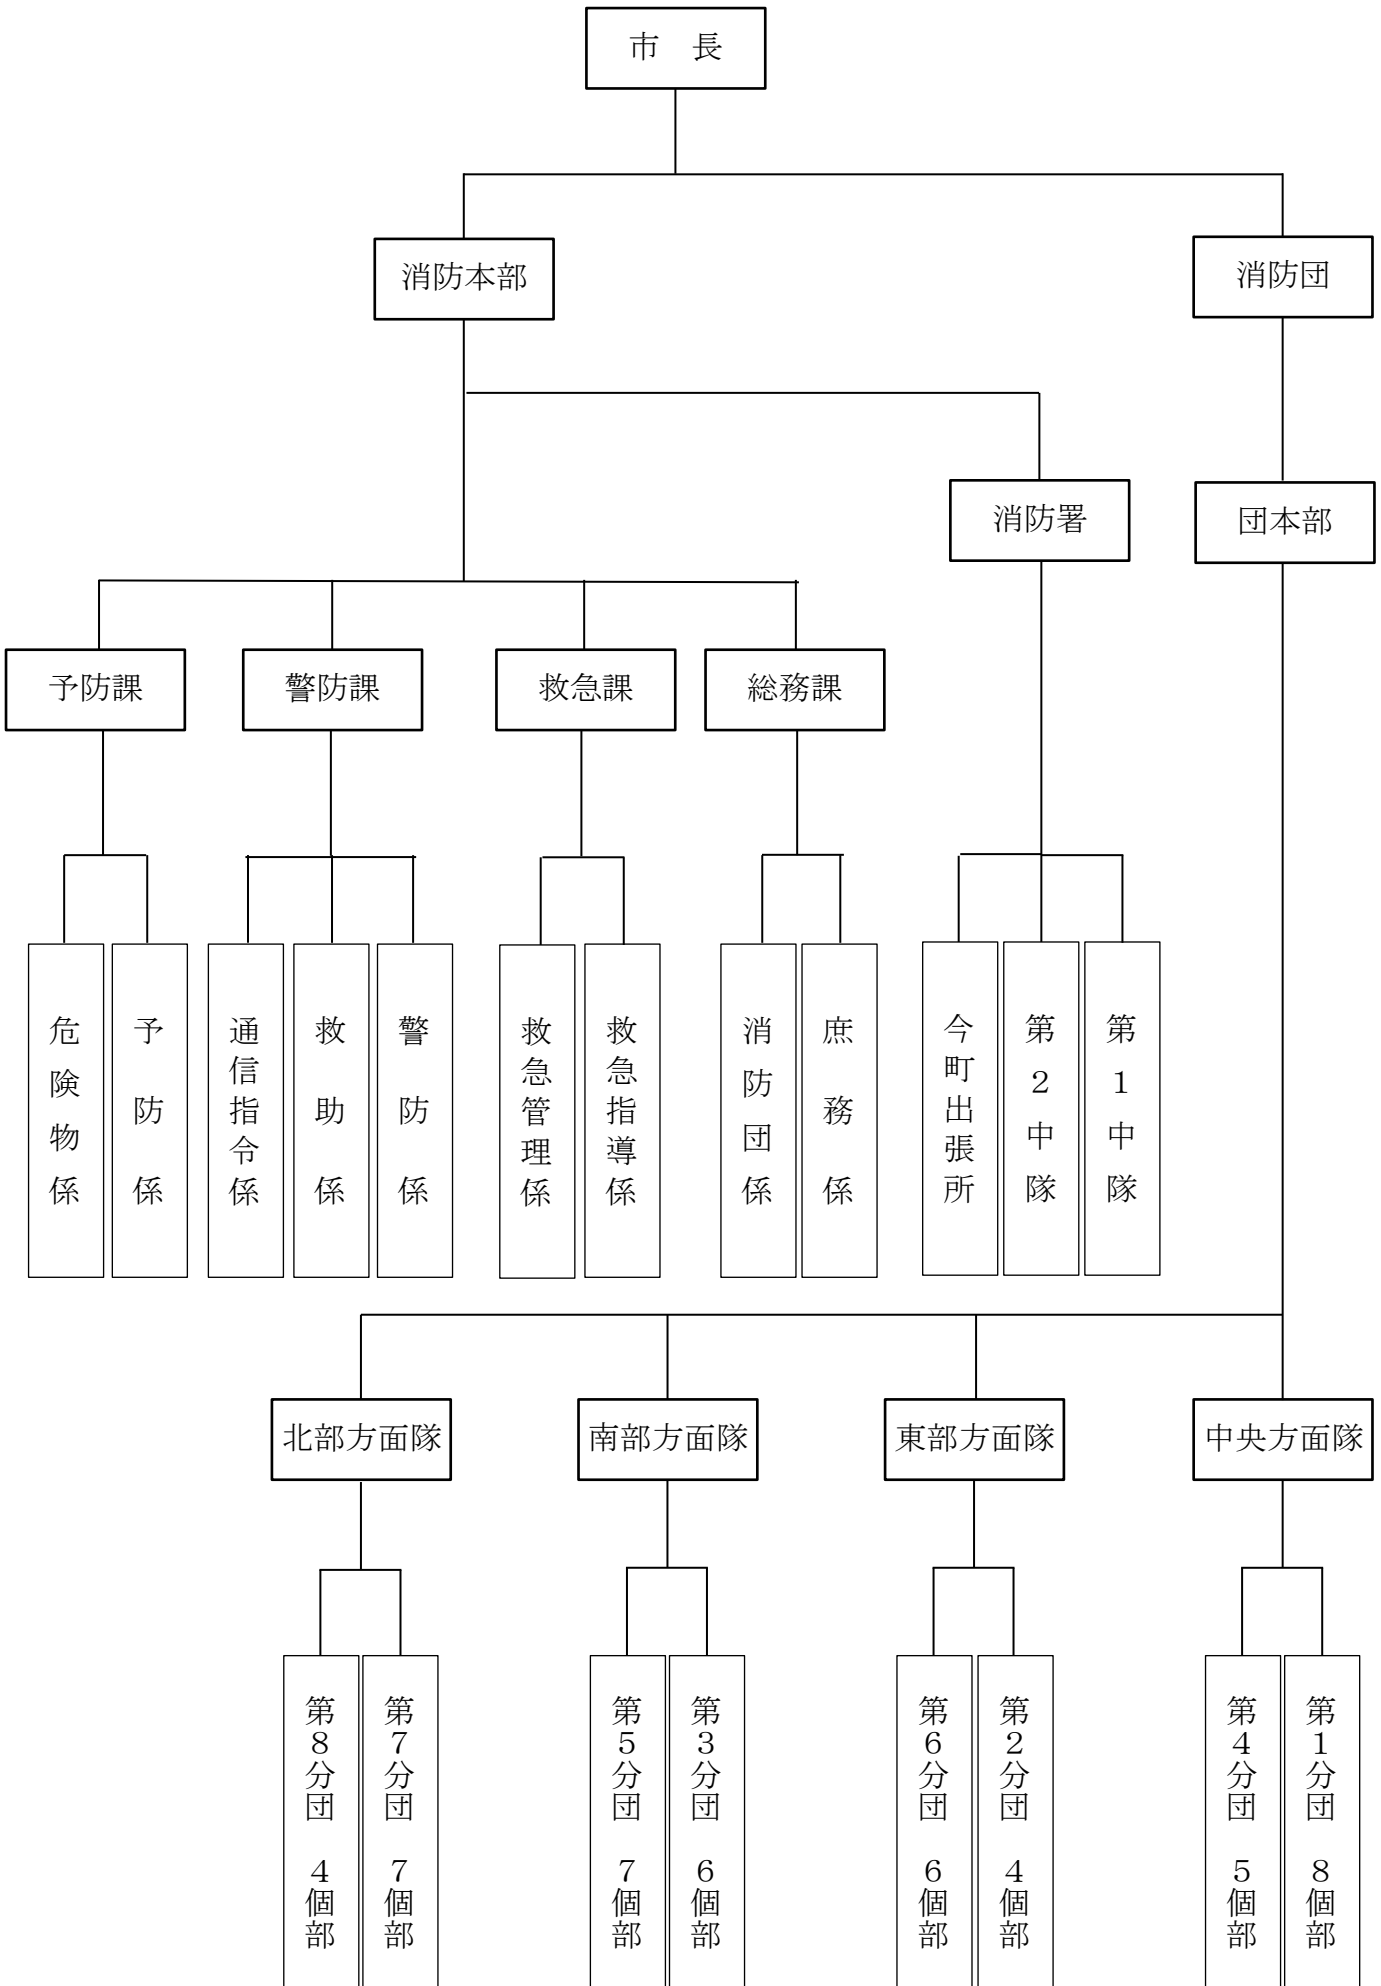 市　長
消防本部
消防団
消防署
団本部
予防課
警防課
救急課
総務課
危険物係
予防係
通信指令係
救助係
警防係
救急管理係
救急指導係
消防団係
庶務係
今町出張所
第２中隊
第１中隊
北部方面隊
南部方面隊
東部方面隊
中央方面隊
第８分団　４個部
第７分団　７個部
第５分団　７個部
第３分団　６個部
第６分団　６個部
第２分団　４個部
第４分団　５個部
第１分団　８個部